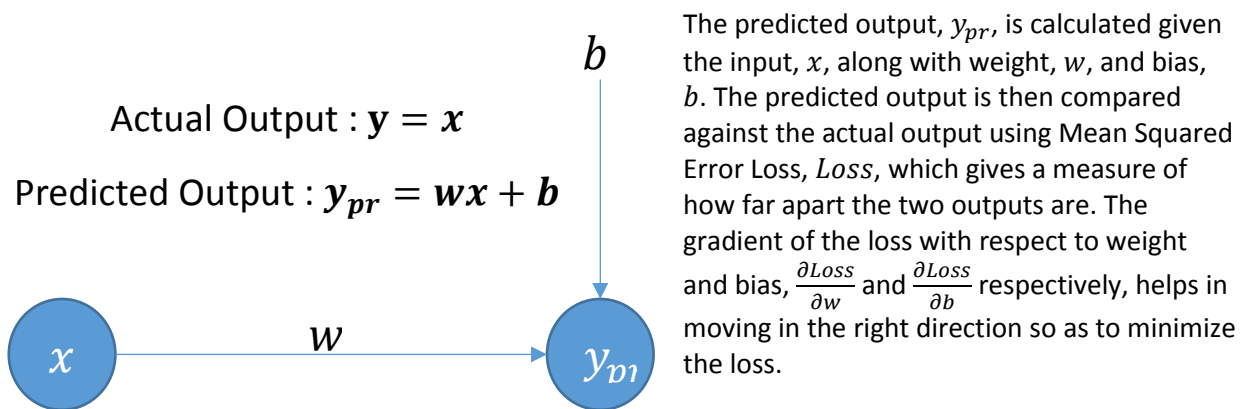 b
Actual Output : y = x
Predicted Output : y_pr = wx + b
x
w
y_pr
The predicted output, y_pr, is calculated given
the input, x, along with weight, w, and bias,
b. The predicted output is then compared
against the actual output using Mean Squared
Error Loss, Loss, which gives a measure of
how far apart the two outputs are. The
gradient of the loss with respect to weight
and bias, ∂Loss/∂w and ∂Loss/∂b respectively, helps in
moving in the right direction so as to minimize
the loss.